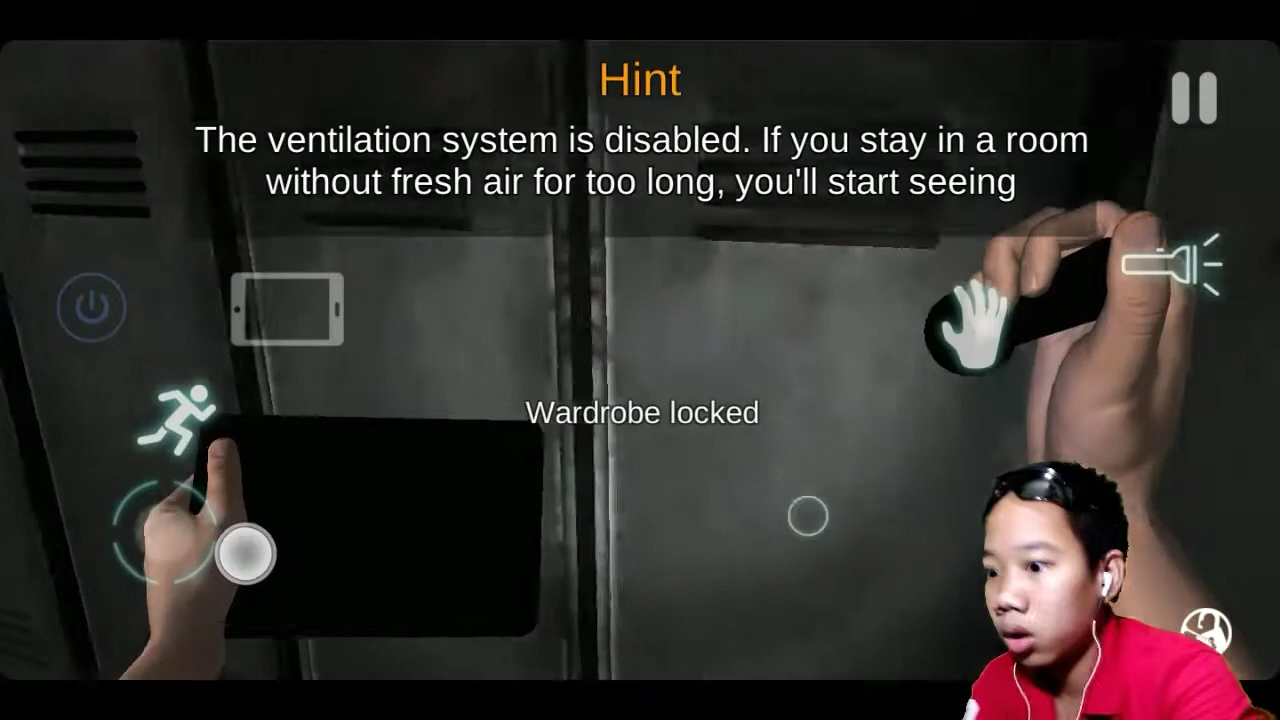 Hint
The ventilation system is disabled. If you stay in a room
without fresh air for too long, you'll start seeing
Wardrobe locked